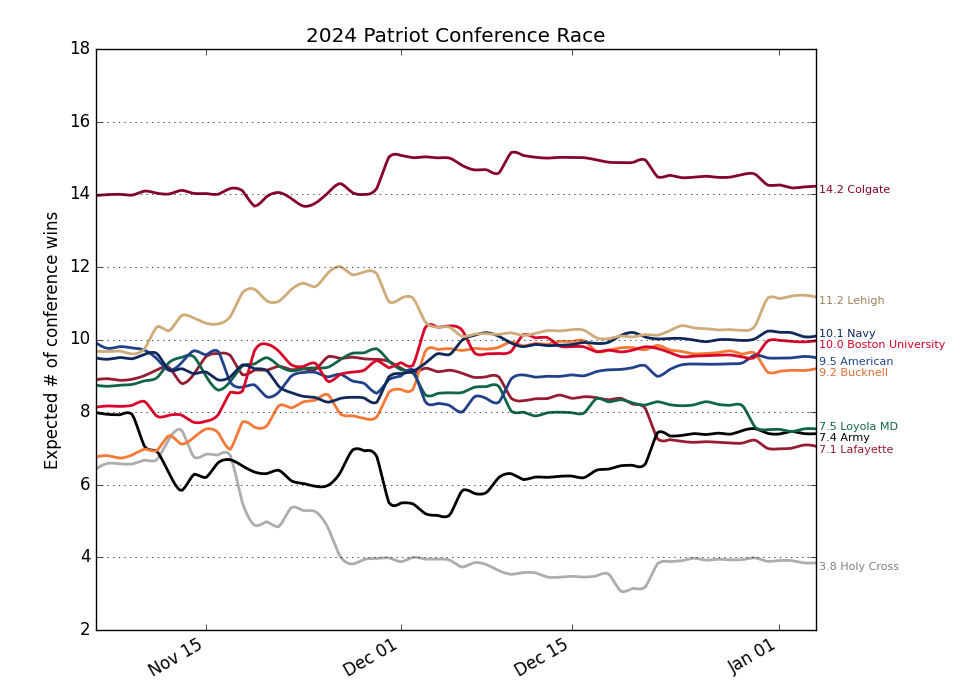 2024 Patriot Conference Race
Expected # of conference wins
18
16
14
12
10
8
6
4
2
14.2 Colgate
11.2 Lehigh
10.1 Navy
10.0 Boston University
9.5 American
9.2 Bucknell
7.5 Loyola MD
7.4 Army
7.1 Lafayette
3.8 Holy Cross
Nov 15
Dec 01
Dec 15
Jan 01